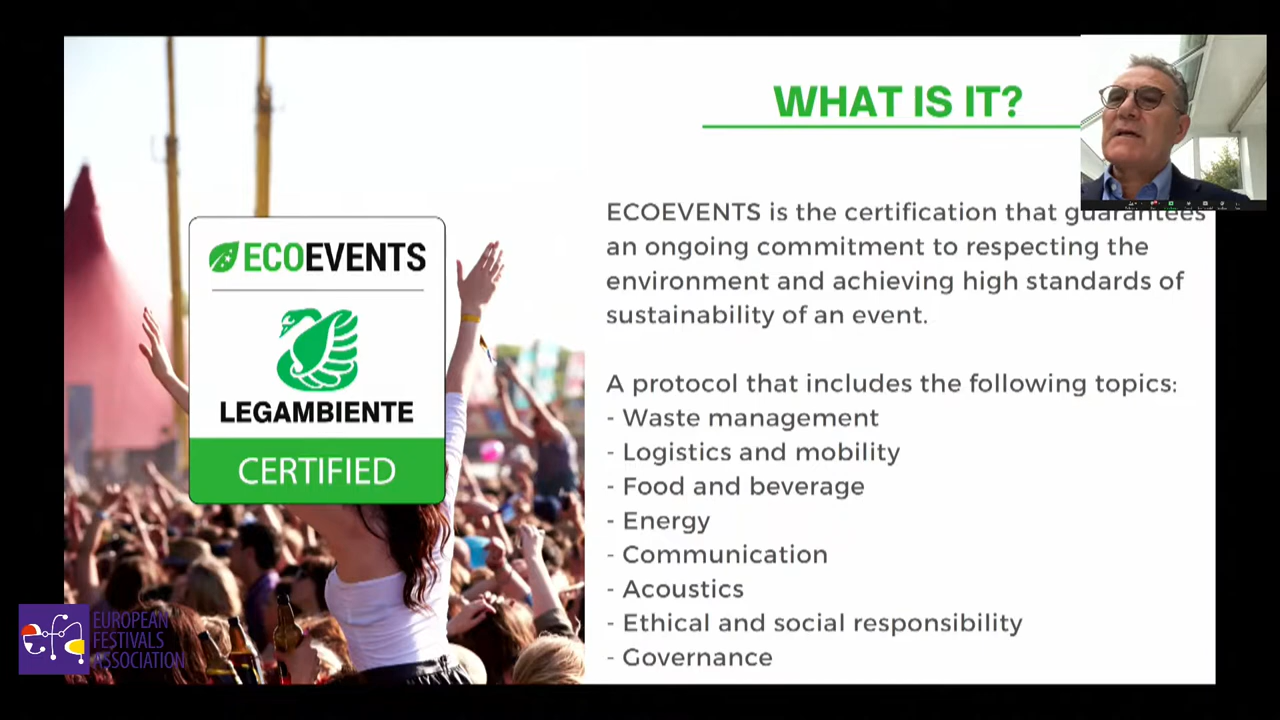 WHAT IS IT?
ECOEVENTS is the certification that guarantees
an ongoing commitment to respecting the
environment and achieving high standards of
sustainability of an event.
A protocol that includes the following topics:
- Waste management
- Logistics and mobility
- Food and beverage
- Energy
- Communication
- Acoustics
- Ethical and social responsibility
- Governance
ECOEVENTS
LEGAMBIENTE
CERTIFIED
EUROPEAN
FESTIVALS
ASSOCIATION